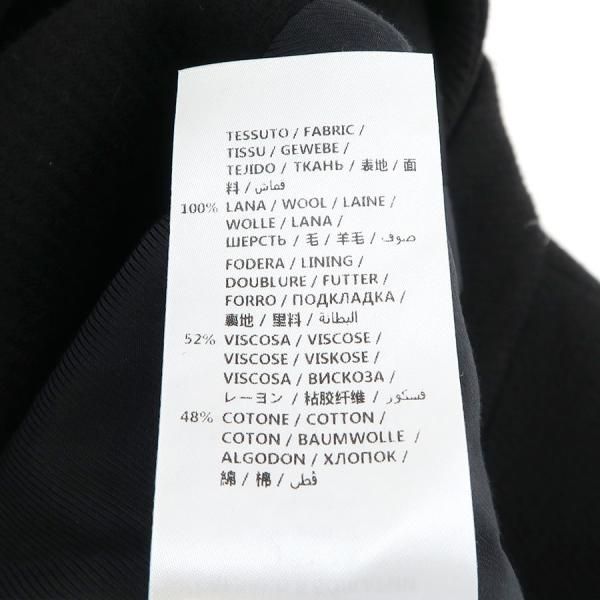 TESSUTO / FABRIC /
TISSU / GEWEBE /
TEJIDO / ТКАНЬ / 表地 / 面
料 / قماش /
100% LANA / WOOL / LAINE /
WOLLE / LANA /
ШЕРСТЬ / 毛 / 羊毛 / صوف /
FODERA / LINING /
DOUBLURE / FUTTER /
FORRO / ПОДКЛАДКА /
裏地 / 里料 / البطانة /
52% VISCOSA / VISCOSE /
VISCOSE / VISKOSE /
VISCOSA / ВИСКОЗА /
レーヨン / 粘胶纤维 / فستكوز /
48% COTONE / COTTON /
COTON / BAUMWOLLE /
ALGODON / ХЛОПОК /
綿 / 棉 / قطن /